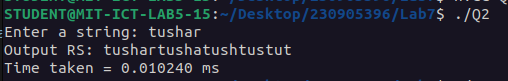 STUDENT@MIT-ICT-LAB5-15:~/Desktop/230905396/Lab7$ ./Q2
Enter a string: tushar
Output RS: tushartushatushtustut
Time taken = 0.010240 ms